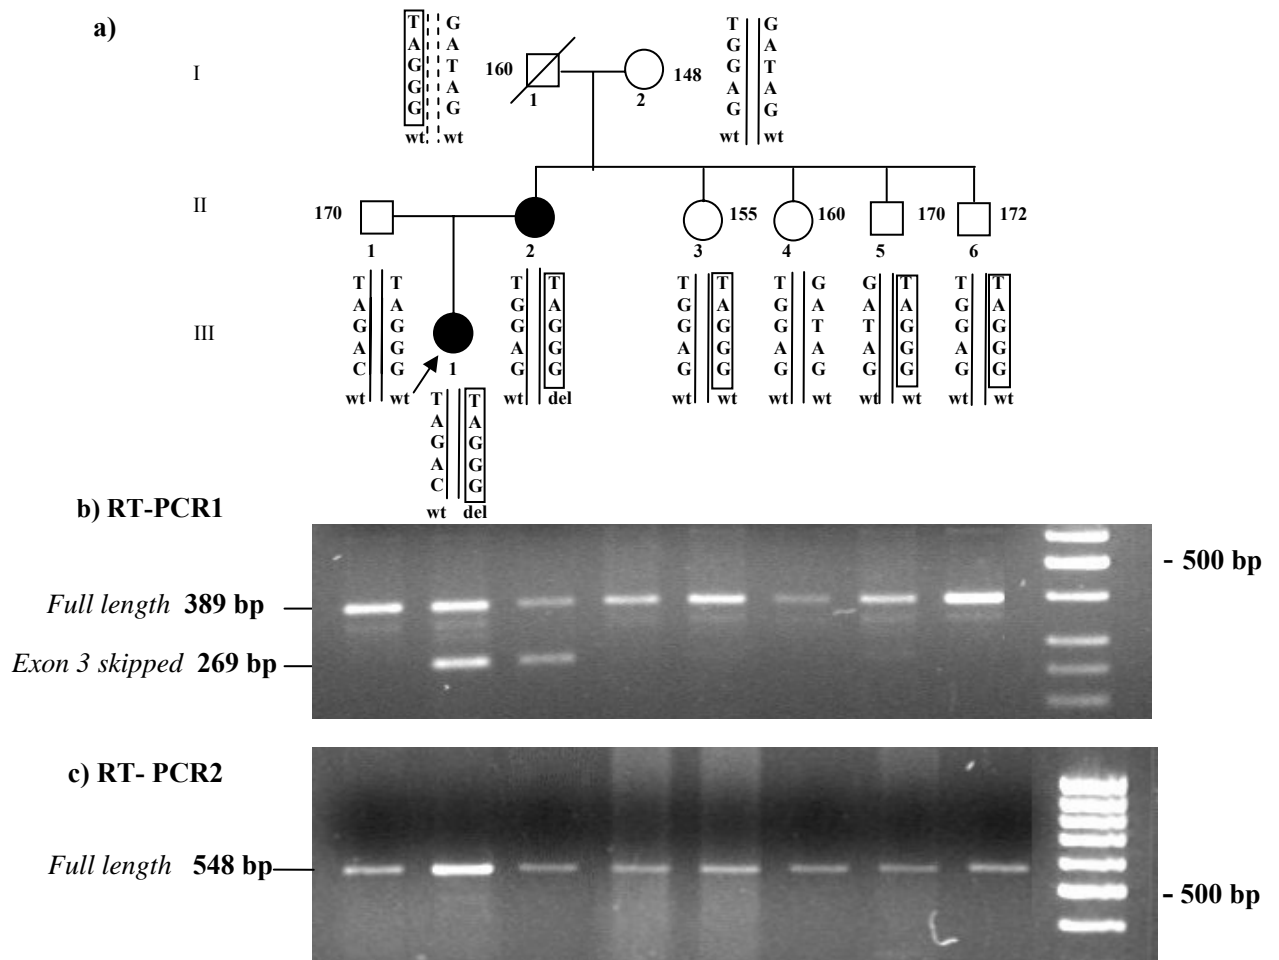 a)
I
T G
A A
G T
G A
G G
wt wt
160
1
2
148
T G
G A
G T
A A
G G
wt wt
II
170
1
2
3
155
4
160
5
170
6
172
T T
A A
G G
A G
C G
wt wt
T T
G A
G G
A G
G G
wt del
T T
G A
G G
A G
G G
wt wt
T G
G A
G T
A A
G G
wt wt
G T
A A
T G
A G
G G
wt wt
T T
G A
G G
A G
G G
wt wt
III
1
T T
A A
G G
A G
C G
wt del
b) RT-PCR1
Full length 389 bp
Exon 3 skipped 269 bp
- 500 bp
c) RT- PCR2
Full length 548 bp
- 500 bp